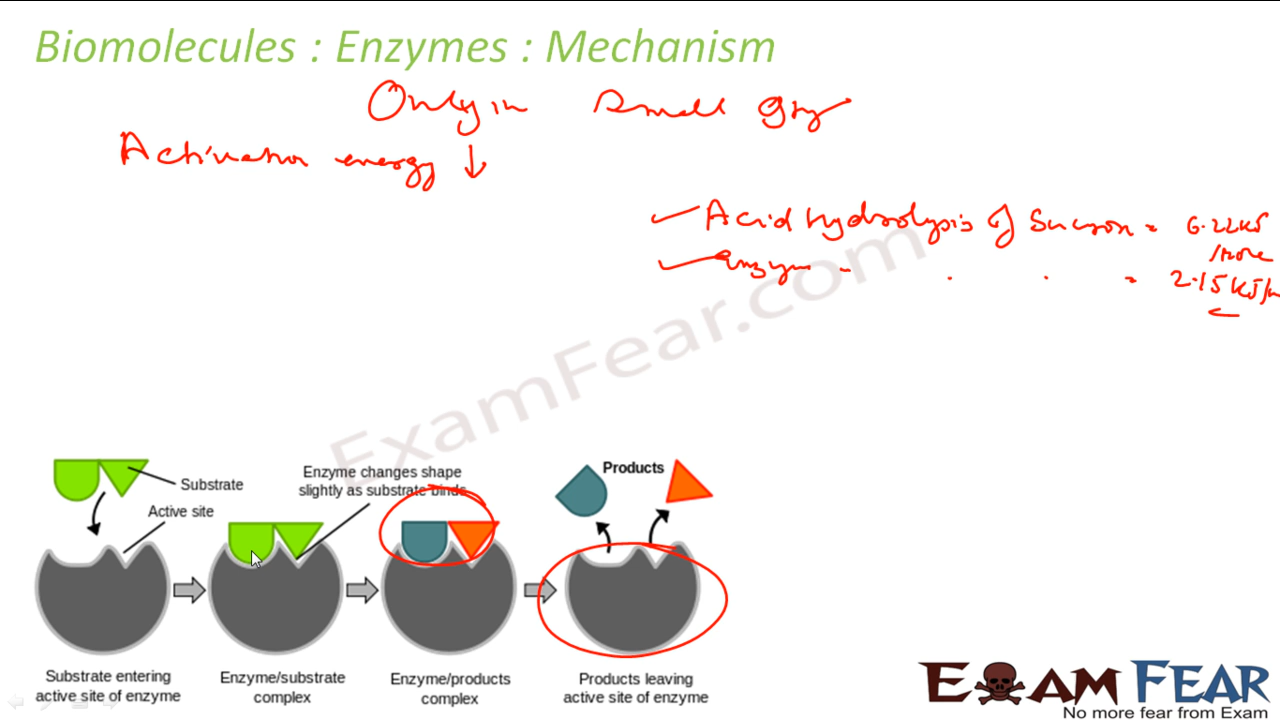 Biomolecules : Enzymes : Mechanism
Only in small
Activation energy ↓
Acid hydrolysis of Sucrose = 6.22 kJ
/mole
Enzyme - . . = 2.15 kJ/m
ExamFear.com
Substrate
Active site
Enzyme changes shape
slightly as substrate binds
Products
Substrate entering
active site of enzyme
Enzyme/substrate
complex
Enzyme/products
complex
Products leaving
active site of enzyme
EXAM FEAR
No more fear from Exam